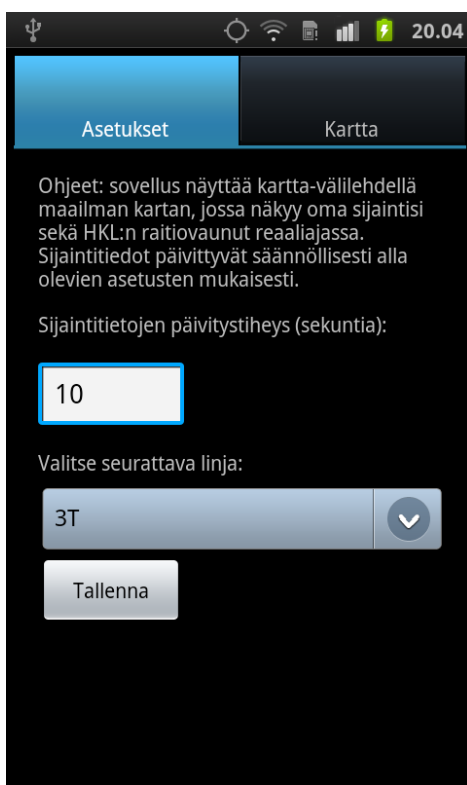 20.04
Asetukset
Kartta
Ohjeet: sovellus näyttää kartta-välilehdellä
maailman kartan, jossa näkyy oma sijaintisi
sekä HKL:n raitiovaunut reaaliajassa.
Sijaintitiedot päivittyvät säännöllisesti alla
olevien asetusten mukaisesti.
Sijaintitietojen päivitystiheys (sekuntia):
10
Valitse seurattava linja:
3T
Tallenna